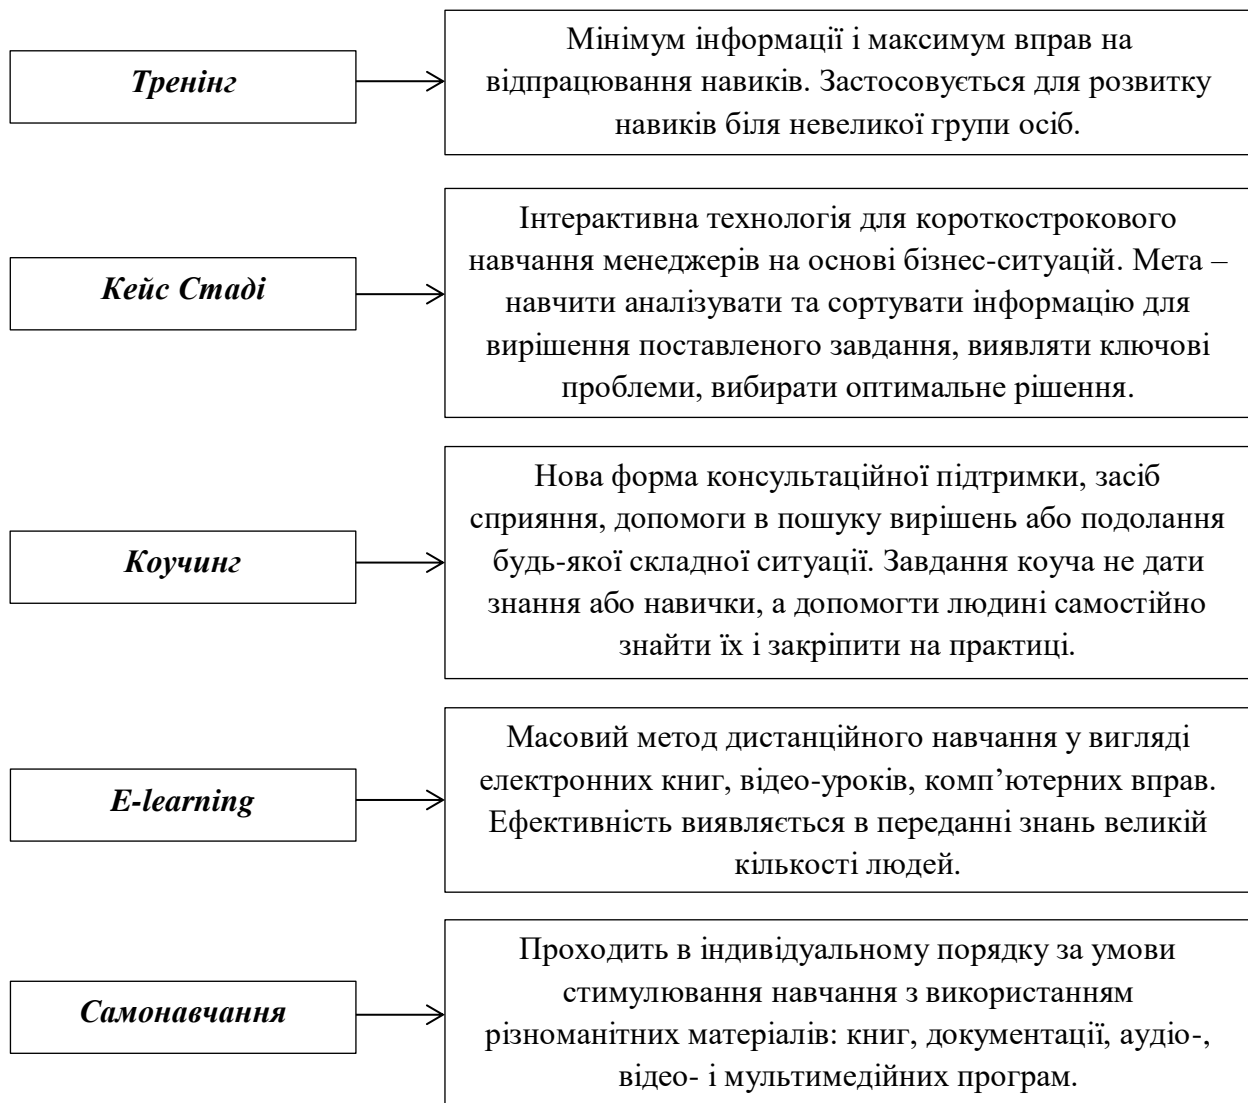 Тренінг
Мінімум інформації і максимум вправ на
відпрацювання навиків. Застосовується для розвитку
навиків біля невеликої групи осіб.
Кейс Стаді
Інтерактивна технологія для короткострокового
навчання менеджерів на основі бізнес-ситуацій. Мета –
навчити аналізувати та сортувати інформацію для
вирішення поставленого завдання, виявляти ключові
проблеми, вибирати оптимальне рішення.
Коучинг
Нова форма консультаційної підтримки, засіб
сприяння, допомоги в пошуку вирішень або подолання
будь-якої складної ситуації. Завдання коуча не дати
знання або навички, а допомогти людині самостійно
знайти їх і закріпити на практиці.
E-learning
Масовий метод дистанційного навчання у вигляді
електронних книг, відео-уроків, комп’ютерних вправ.
Ефективність виявляється в переданні знань великій
кількості людей.
Самонавчання
Проходить в індивідуальному порядку за умови
стимулювання навчання з використанням
різноманітних матеріалів: книг, документації, аудіо-,
відео- і мультимедійних програм.